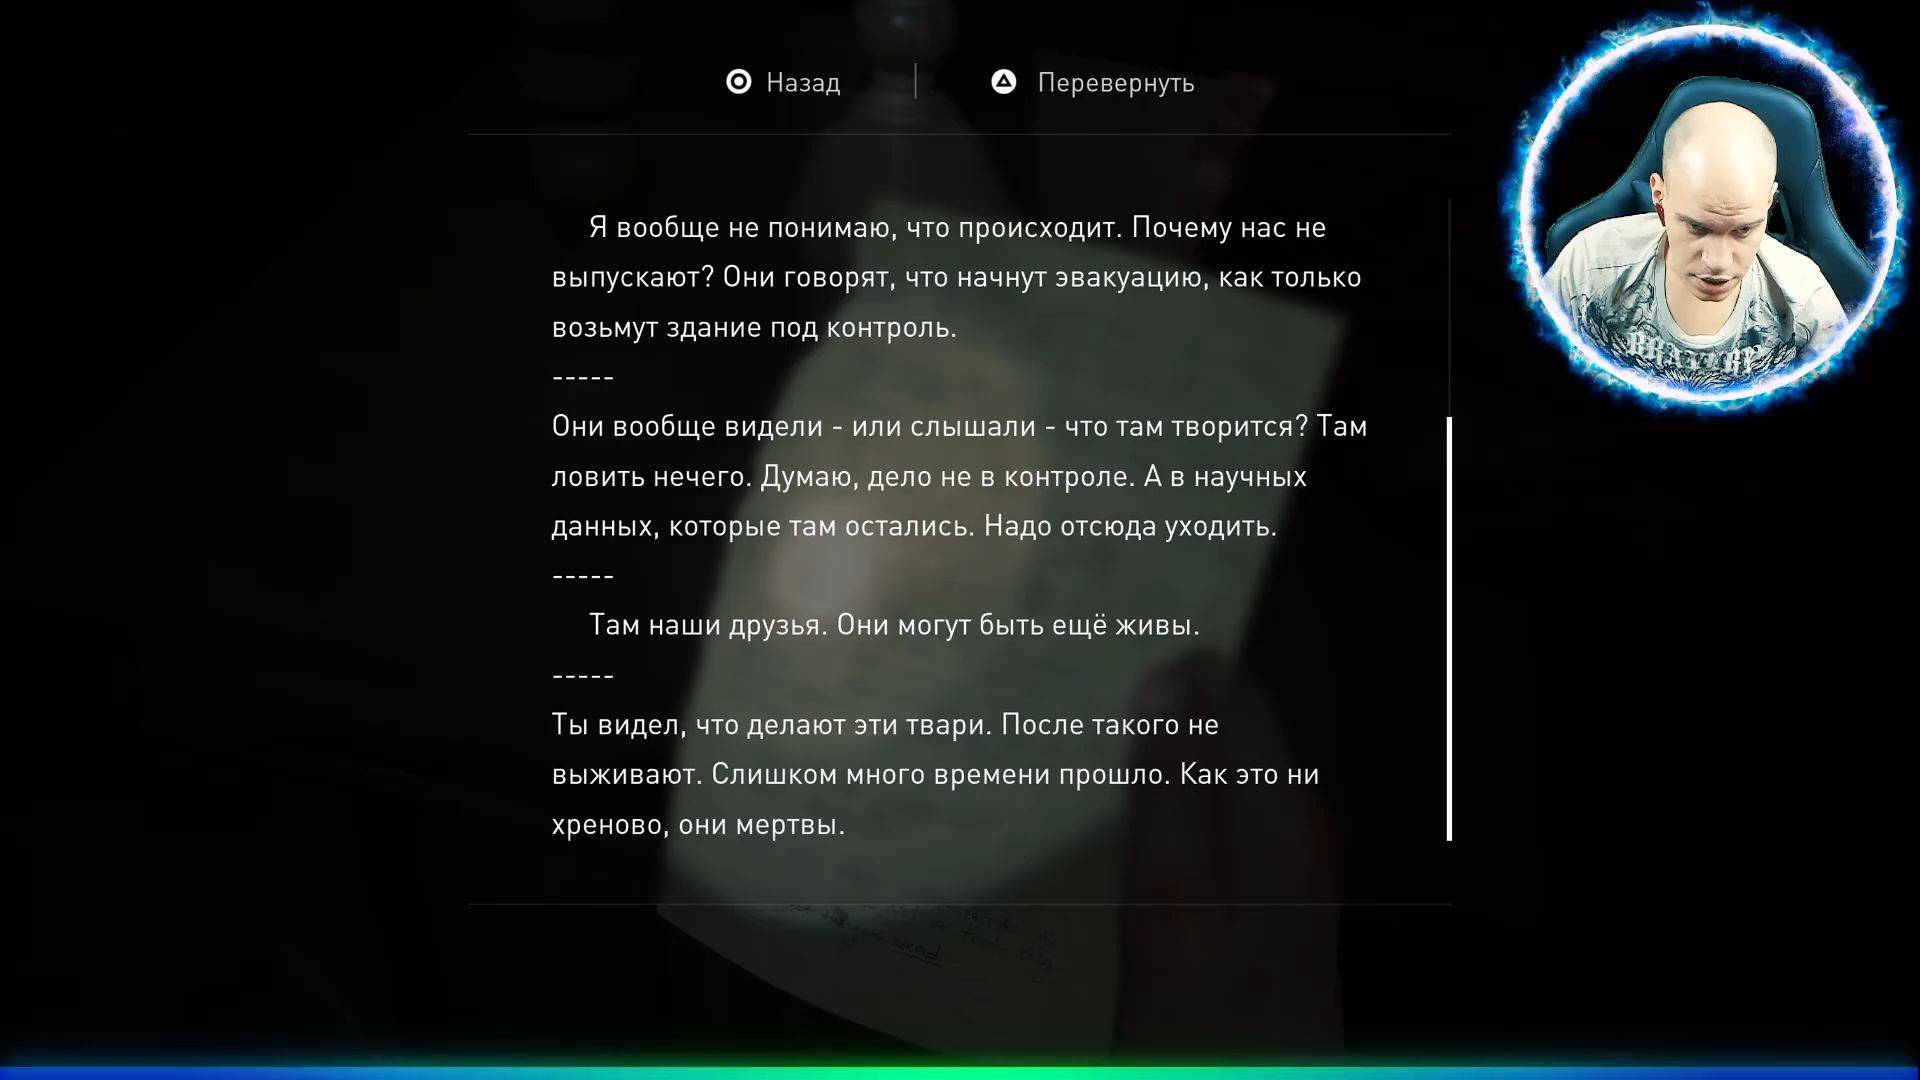 Назад
Перевернуть
Я вообще не понимаю, что происходит. Почему нас не
выпускают? Они говорят, что начнут эвакуацию, как только
возьмут здание под контроль.
-----
Они вообще видели - или слышали - что там творится? Там
ловить нечего. Думаю, дело не в контроле. А в научных
данных, которые там остались. Надо отсюда уходить.
-----
Там наши друзья. Они могут быть ещё живы.
-----
Ты видел, что делают эти твари. После такого не
выживают. Слишком много времени прошло. Как это ни
хреново, они мертвы.
dead